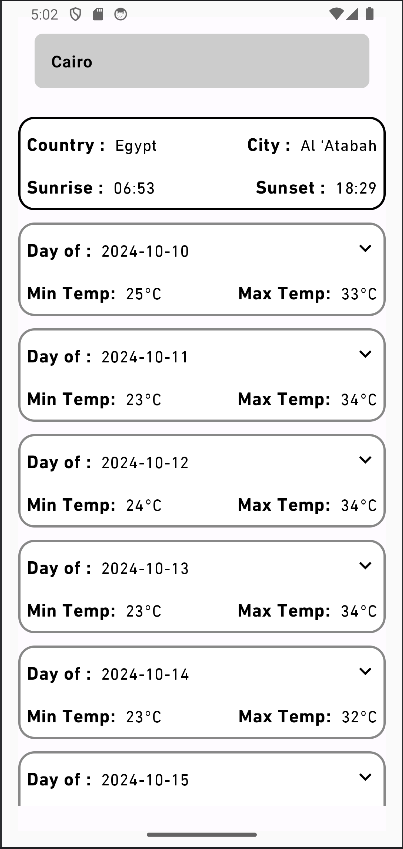 5:02
Cairo
Country : Egypt City : Al 'Atabah
Sunrise : 06:53 Sunset : 18:29
Day of : 2024-10-10
Min Temp: 25°C Max Temp: 33°C
Day of : 2024-10-11
Min Temp: 23°C Max Temp: 34°C
Day of : 2024-10-12
Min Temp: 24°C Max Temp: 34°C
Day of : 2024-10-13
Min Temp: 23°C Max Temp: 34°C
Day of : 2024-10-14
Min Temp: 23°C Max Temp: 32°C
Day of : 2024-10-15